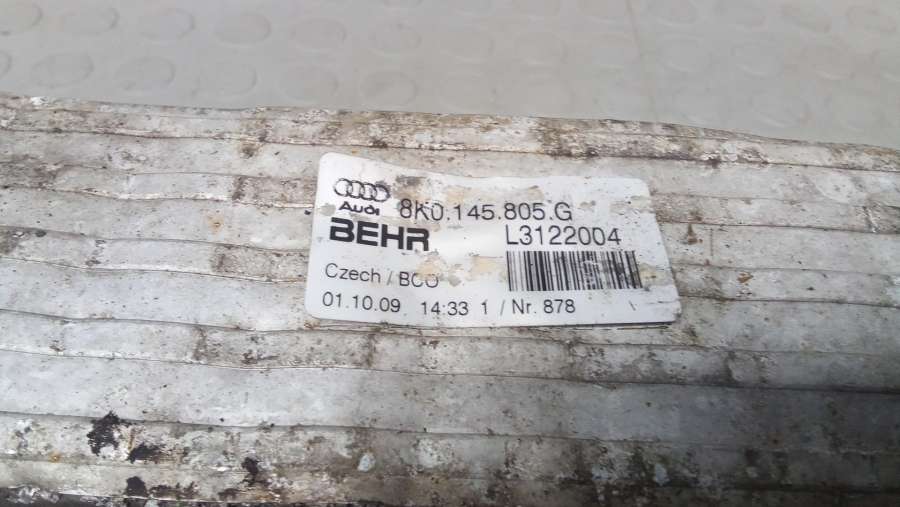 Audi 8K0.145.805.G
BEHR L3122004
Czech / BCO
01.10.09 14:33 1 / Nr. 878